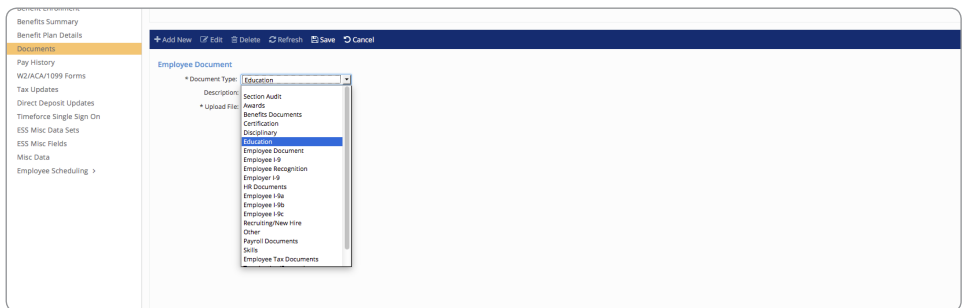 Benefit Enrollment
Benefits Summary
Benefit Plan Details
Documents
Pay History
W2/ACA/1099 Forms
Tax Updates
Direct Deposit Updates
Timeforce Single Sign On
ESS Misc Data Sets
ESS Misc Fields
Misc Data
Employee Scheduling >
+ Add New Edit Delete Refresh Save Cancel
Employee Document
* Document Type: Education
Description:
* Upload File:
Section Audit
Awards
Benefits Documents
Certification
Disciplinary
Education
Employee Document
Employee I-9
Employee Recognition
Employer I-9
HR Documents
Employee I-9a
Employee I-9b
Employee I-9c
Recruiting/New Hire
Other
Payroll Documents
Skills
Employee Tax Documents